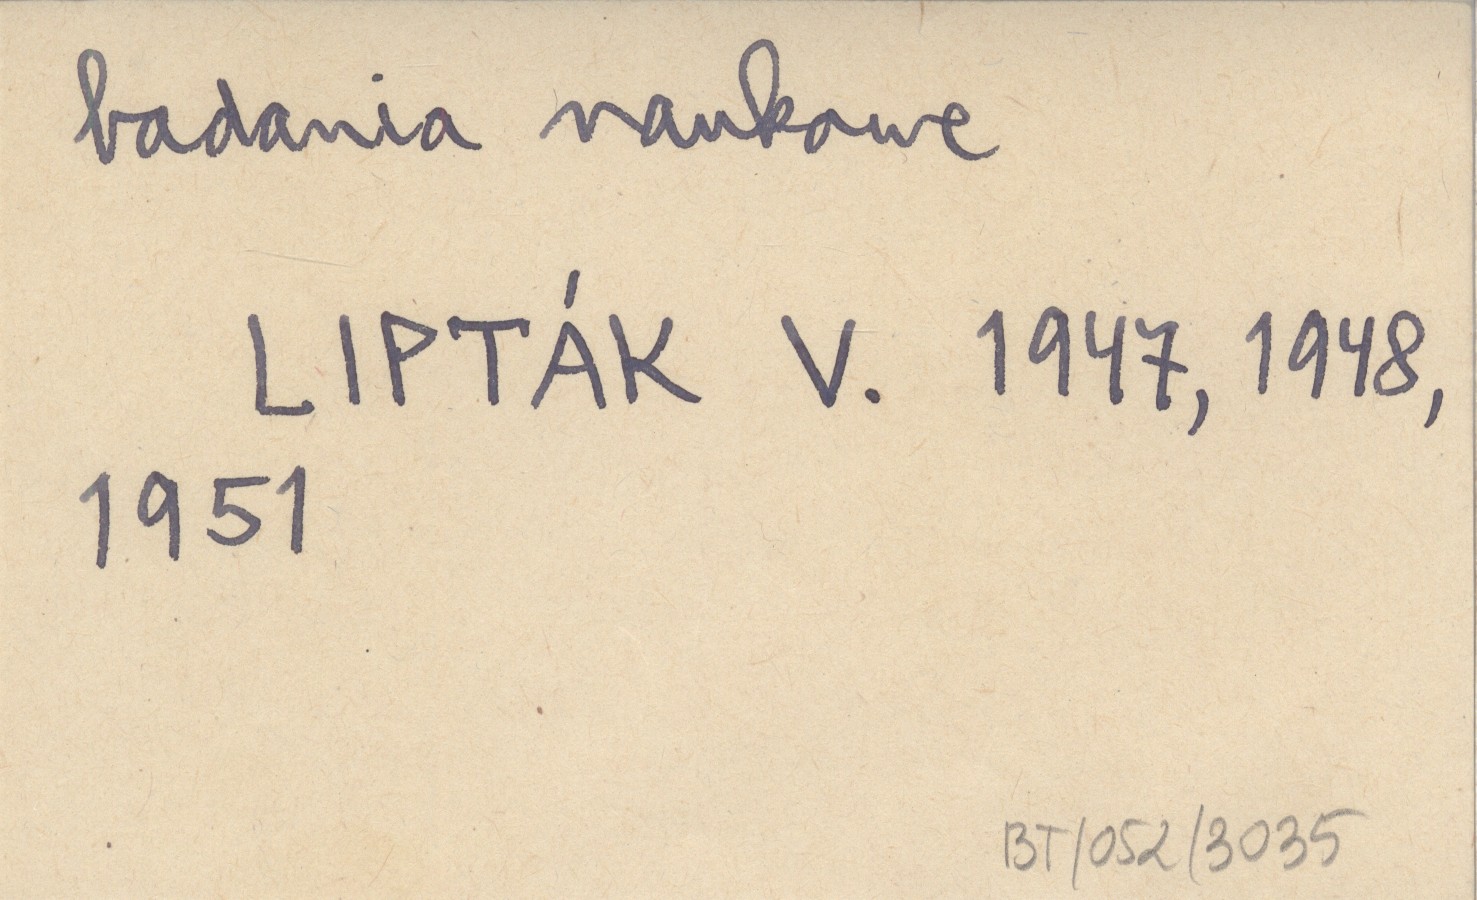 badania naukowe
LIPTÁK V. 1947, 1948,
1951
BT/052/3035